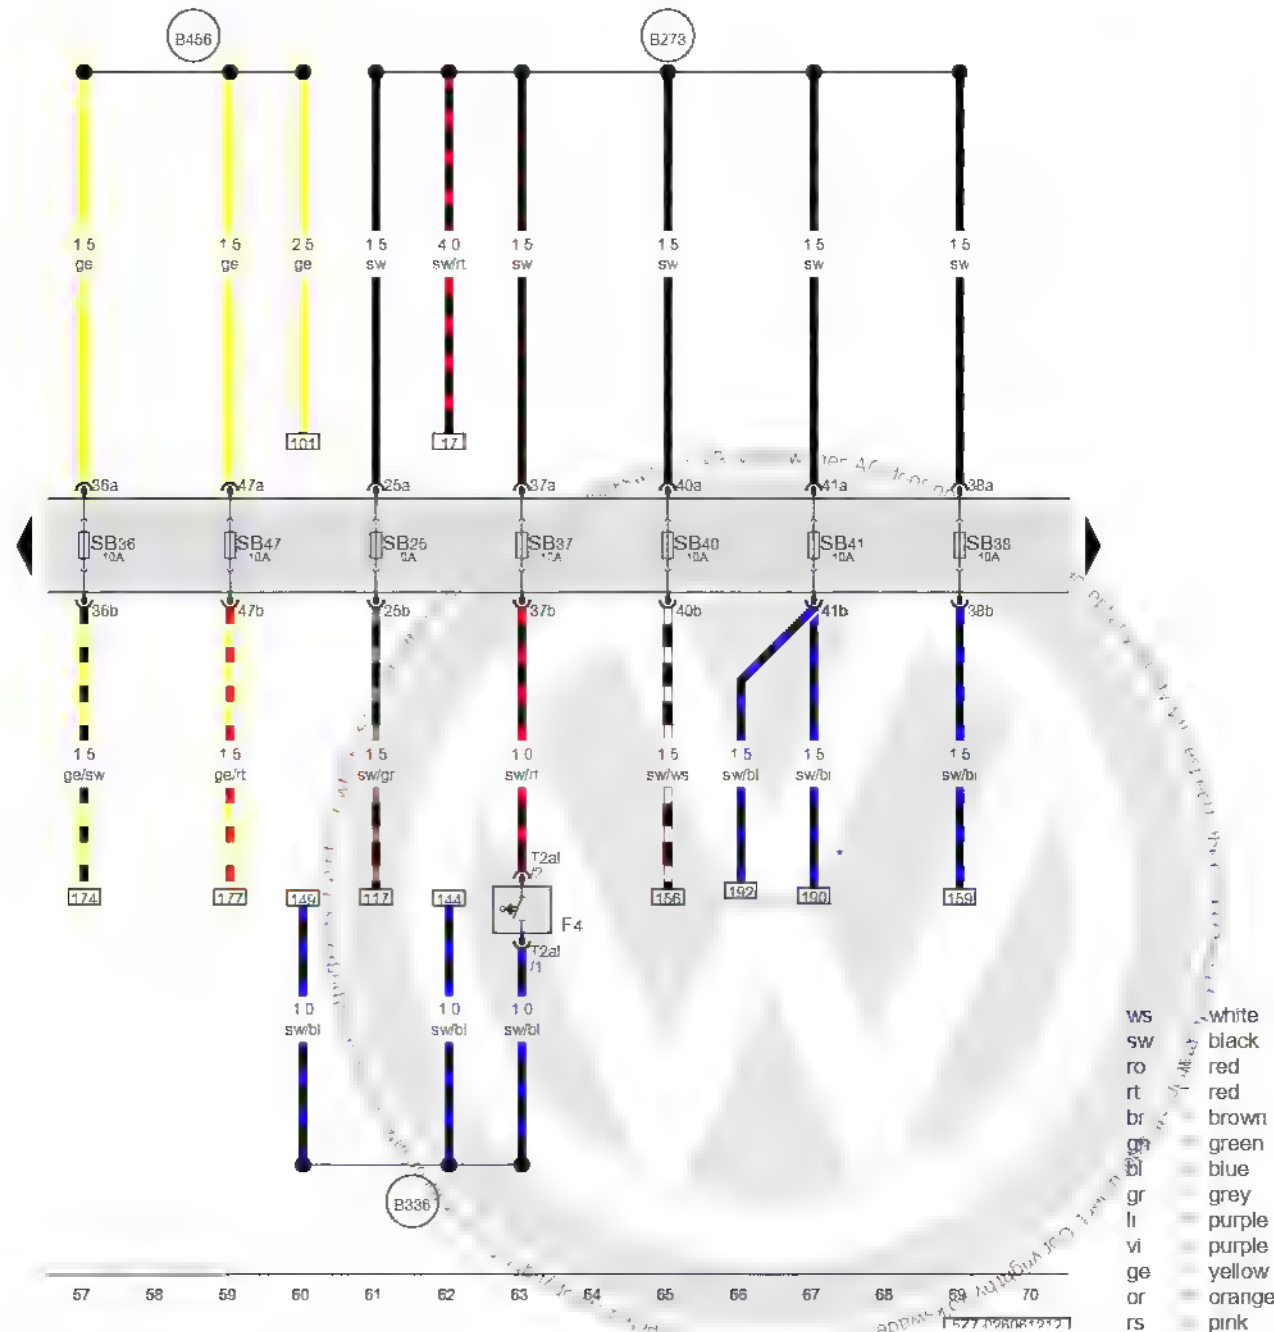 B456 B273
1 5 1 5 2 5 1 5 4 0 1 5 1 5 1 5 1 5
ge ge ge sw sw/rt sw sw sw sw
101 17
36a 47a 25a 37a 40a 41a 38a
SB36 SB47 SB25 SB37 SB40 SB41 SB38
10A 10A 10A 10A 10A
36b 47b 25b 37b 40b 41b 38b
1 5 1 5 1 5 1 0 1 5 1 5 1 5 1 5
ge/sw ge/rt sw/gr sw/rt sw/ws sw/bl sw/bl sw/bl
T2al
/2
174 177 149 117 144 156 192 190 159
*
F4
T2al
/1
1 0 1 0 1 0
sw/bl sw/bl sw/bl
B336
ws = white
sw = black
ro = red
rt = red
br = brown
gn = green
bl = blue
gr = grey
li = purple
vi = purple
ge = yellow
or = orange
rs = pink
57 58 59 60 61 62 63 64 65 66 67 68 69 70